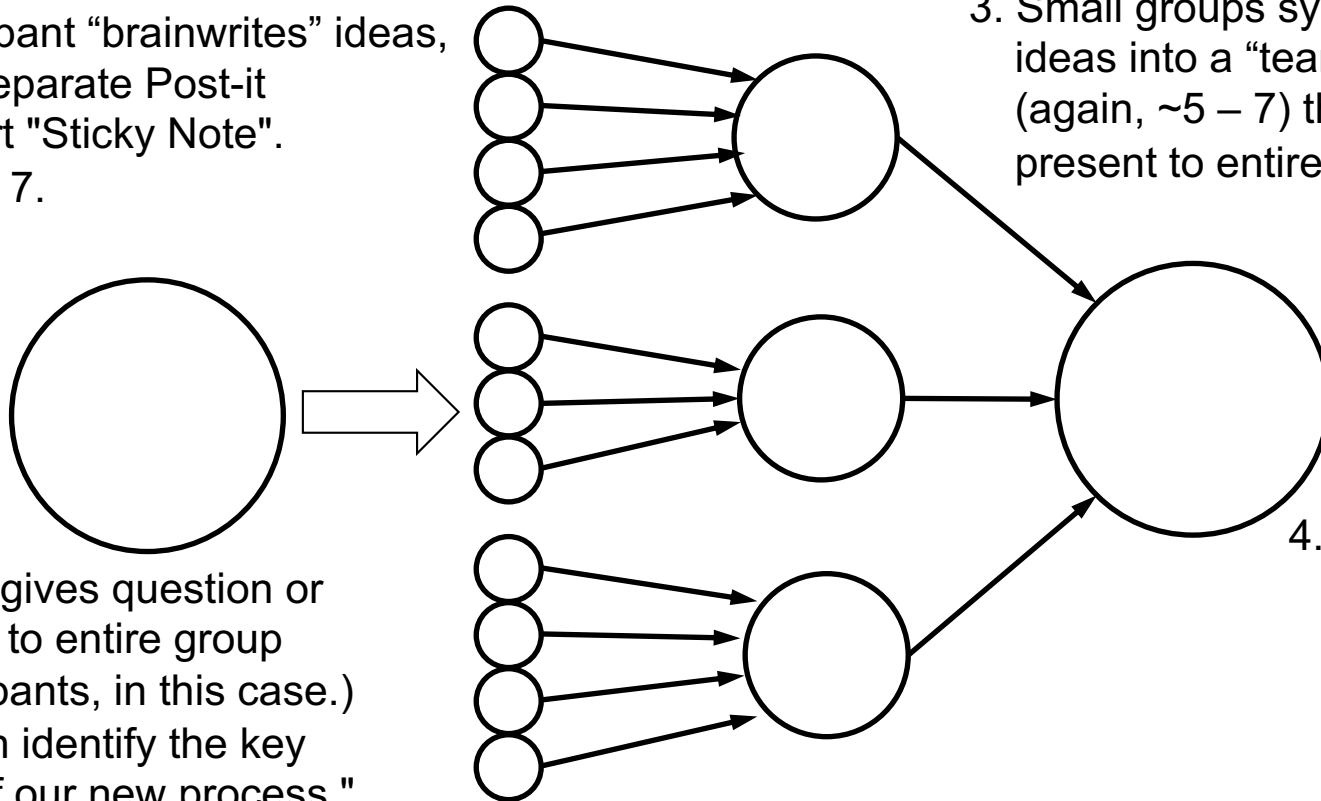 pant “brainwrites” ideas,
eparate Post-it
rt "Sticky Note".
7.
3. Small groups sy
ideas into a “tea
(again, ~5 – 7) th
present to entire
4.
gives question or
to entire group
pants, in this case.)
n identify the key
f our new process."